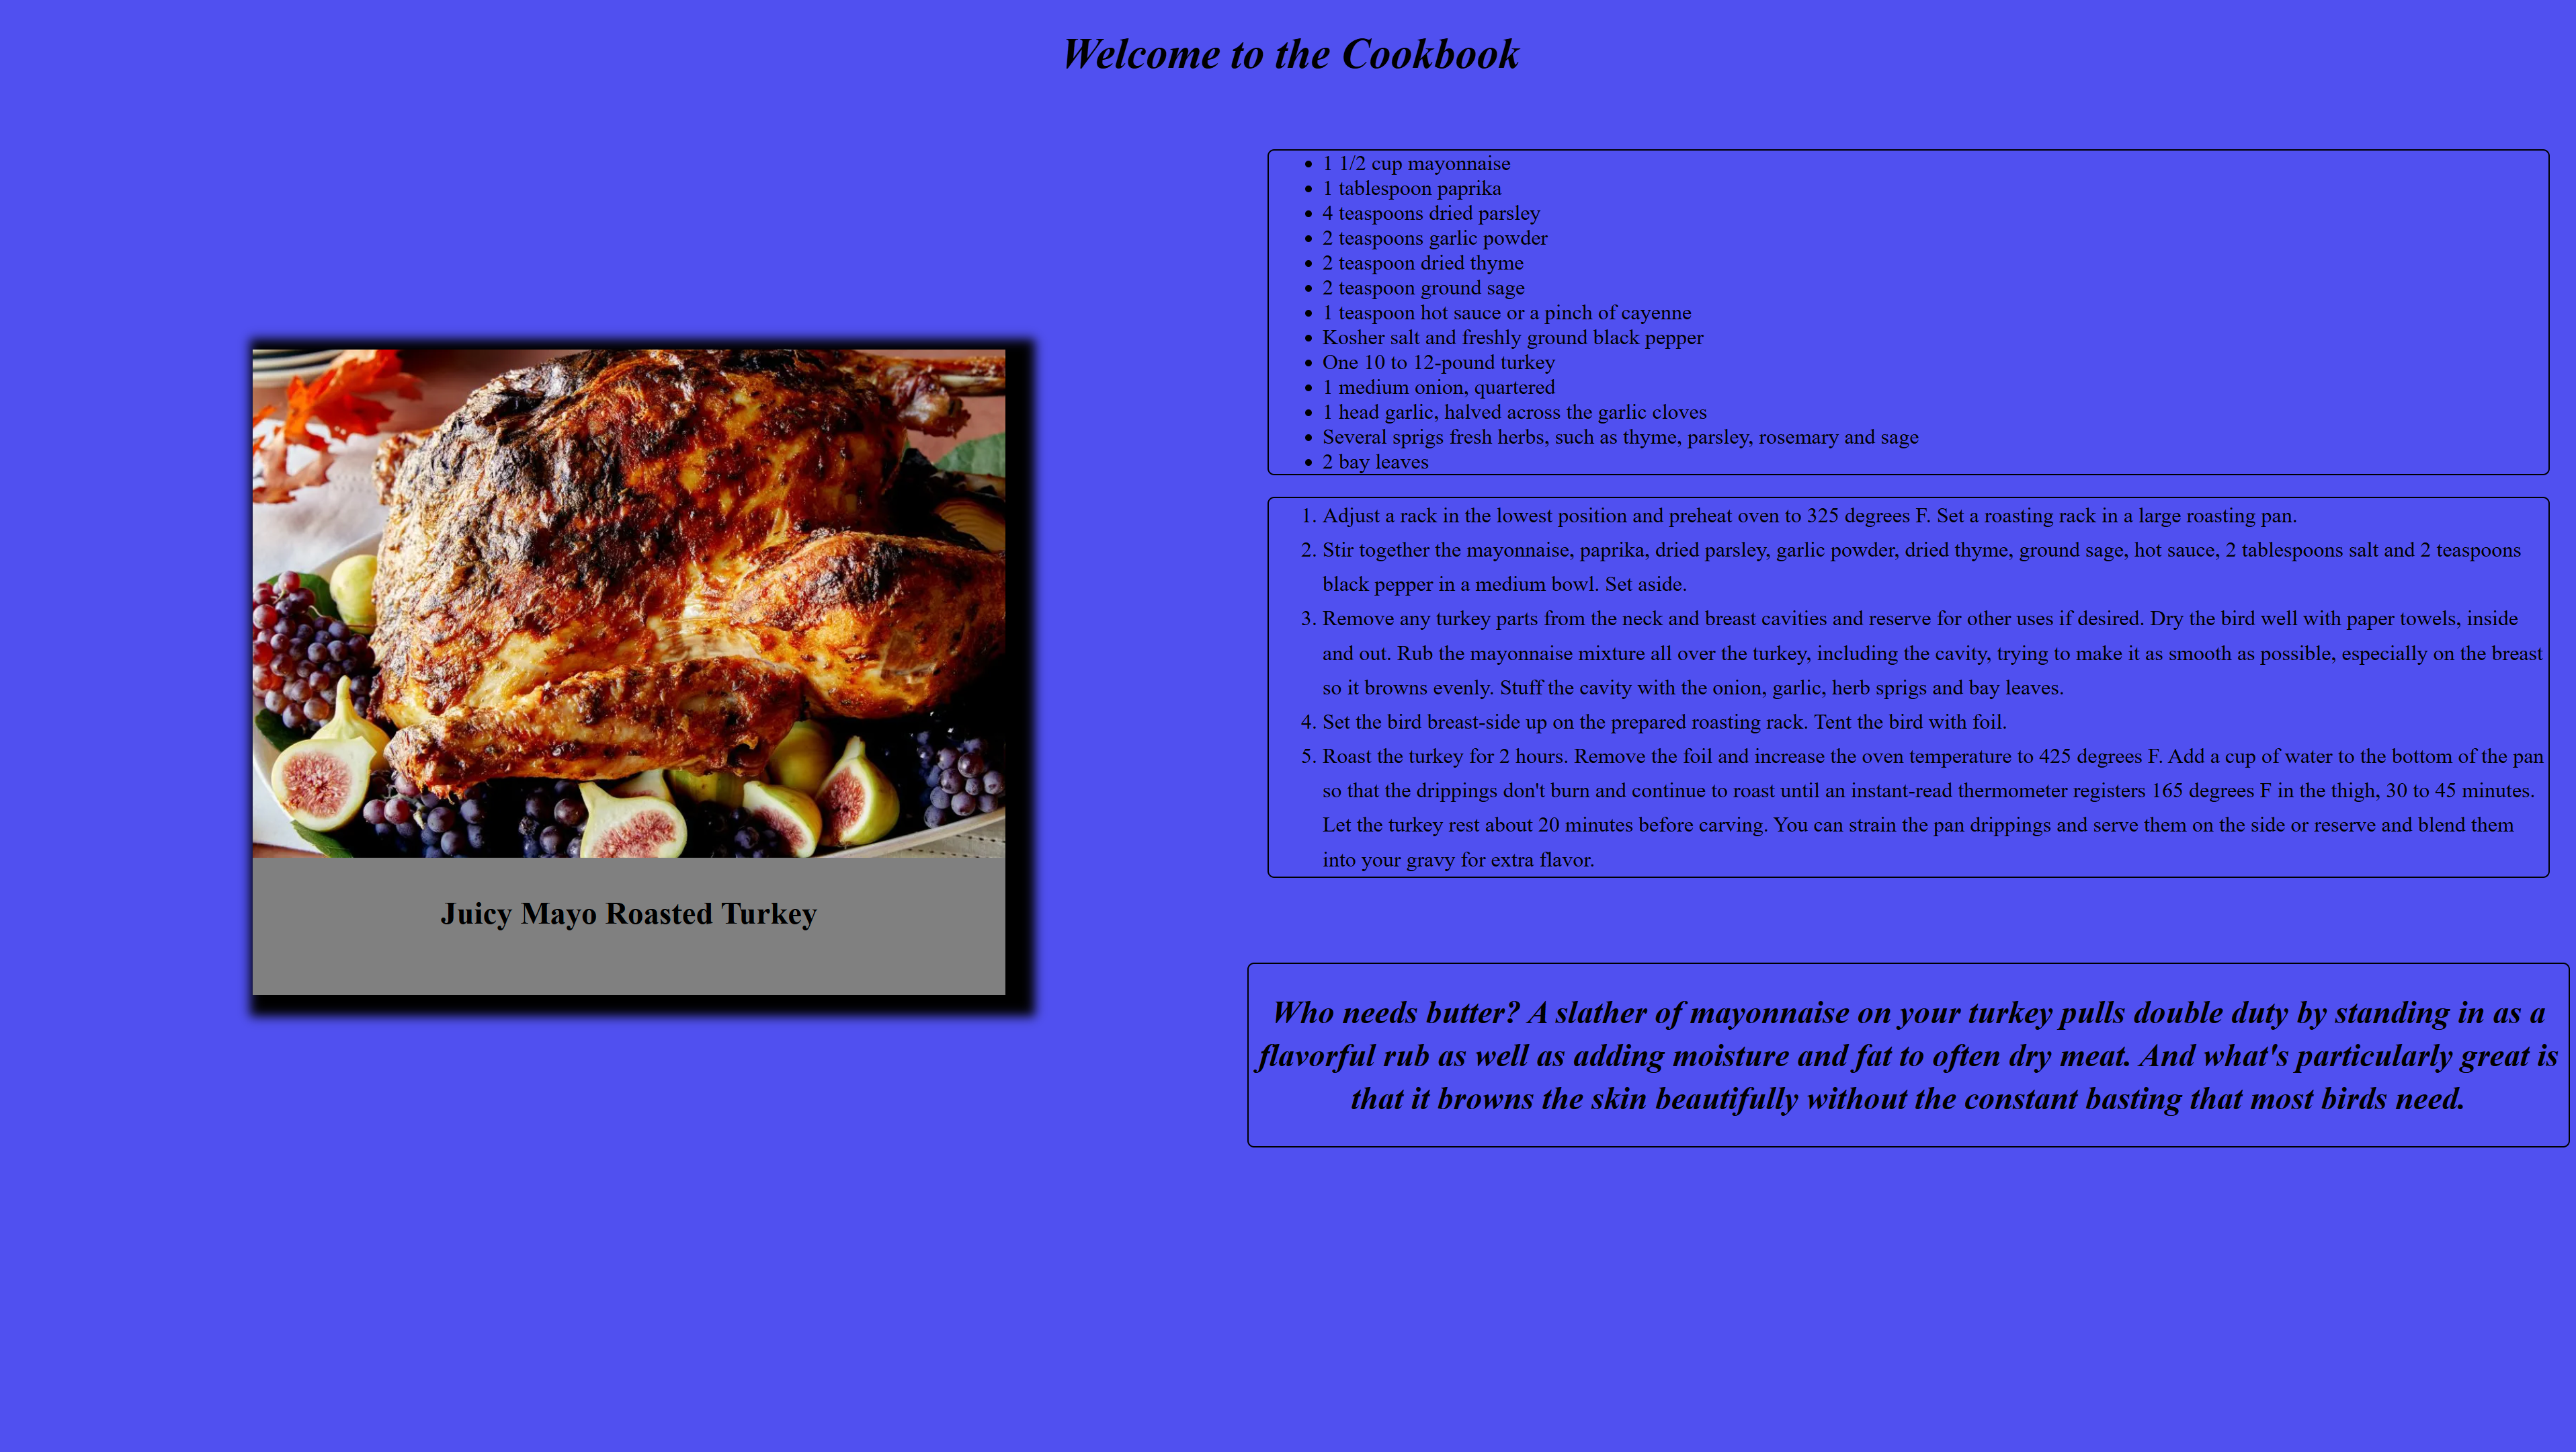 Welcome to the Cookbook
Juicy Mayo Roasted Turkey
• 1 1/2 cup mayonnaise
• 1 tablespoon paprika
• 4 teaspoons dried parsley
• 2 teaspoons garlic powder
• 2 teaspoon dried thyme
• 2 teaspoon ground sage
• 1 teaspoon hot sauce or a pinch of cayenne
• Kosher salt and freshly ground black pepper
• One 10 to 12-pound turkey
• 1 medium onion, quartered
• 1 head garlic, halved across the garlic cloves
• Several sprigs fresh herbs, such as thyme, parsley, rosemary and sage
• 2 bay leaves
1. Adjust a rack in the lowest position and preheat oven to 325 degrees F. Set a roasting rack in a large roasting pan.
2. Stir together the mayonnaise, paprika, dried parsley, garlic powder, dried thyme, ground sage, hot sauce, 2 tablespoons salt and 2 teaspoons
black pepper in a medium bowl. Set aside.
3. Remove any turkey parts from the neck and breast cavities and reserve for other uses if desired. Dry the bird well with paper towels, inside
and out. Rub the mayonnaise mixture all over the turkey, including the cavity, trying to make it as smooth as possible, especially on the breast
so it browns evenly. Stuff the cavity with the onion, garlic, herb sprigs and bay leaves.
4. Set the bird breast-side up on the prepared roasting rack. Tent the bird with foil.
5. Roast the turkey for 2 hours. Remove the foil and increase the oven temperature to 425 degrees F. Add a cup of water to the bottom of the pan
so that the drippings don't burn and continue to roast until an instant-read thermometer registers 165 degrees F in the thigh, 30 to 45 minutes.
Let the turkey rest about 20 minutes before carving. You can strain the pan drippings and serve them on the side or reserve and blend them
into your gravy for extra flavor.
Who needs butter? A slather of mayonnaise on your turkey pulls double duty by standing in as a
flavorful rub as well as adding moisture and fat to often dry meat. And what's particularly great is
that it browns the skin beautifully without the constant basting that most birds need.